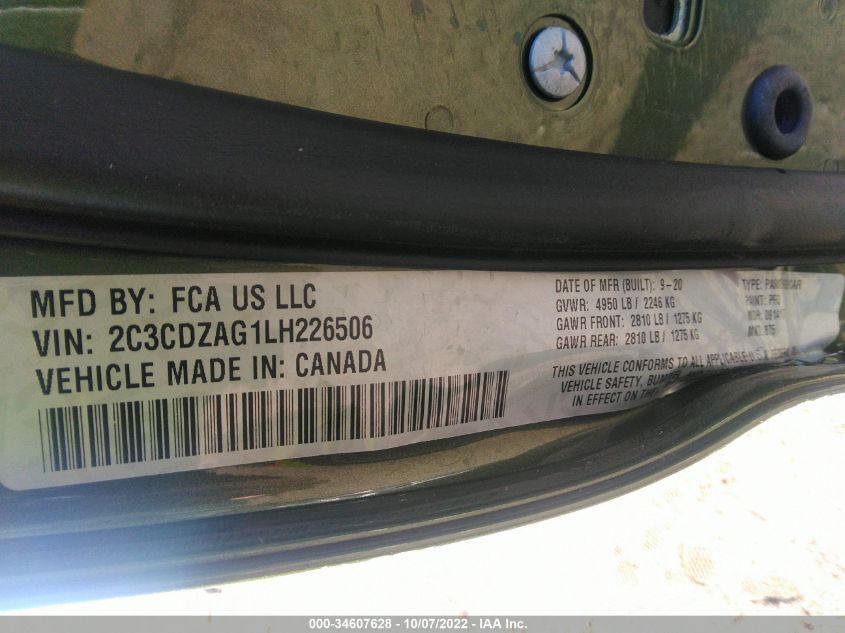 MFD BY: FCA US LLC
VIN: 2C3CDZAG1LH226506
VEHICLE MADE IN: CANADA
DATE OF MFR (BUILT): 9-20
GVWR: 4950 LB / 2246 KG
GAWR FRONT: 2810 LB / 1275 KG
GAWR REAR: 2810 LB / 1275 KG
TYPE:
PAINT:
THIS VEHICLE CONFORMS TO ALL APPLICABLE U.S.A.
VEHICLE SAFETY,
IN EFFECT ON THE
000-34607628 - 10/07/2022 - IAA Inc.